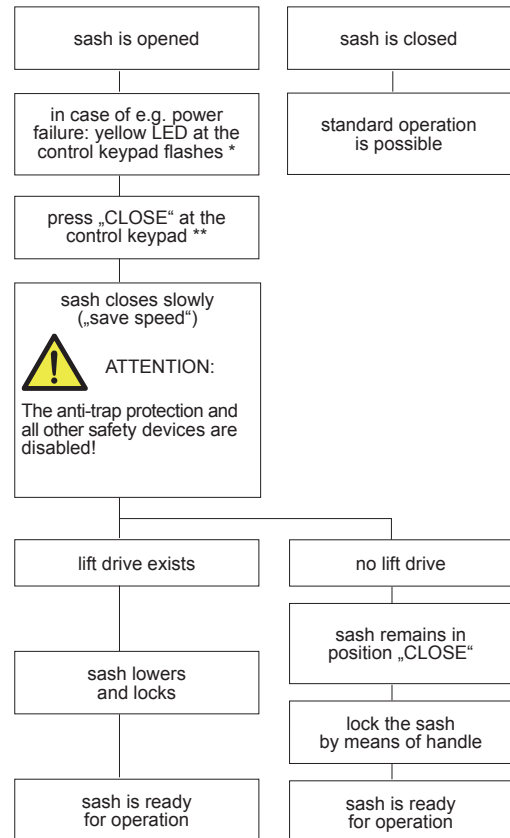 sash is opened
sash is closed
in case of e.g. power
failure: yellow LED at the
control keypad flashes *
standard operation
is possible
press „CLOSE“ at the
control keypad **
sash closes slowly
(„save speed“)
ATTENTION:
The anti-trap protection and
all other safety devices are
disabled!
lift drive exists
no lift drive
sash remains in
position „CLOSE“
sash lowers
and locks
lock the sash
by means of handle
sash is ready
for operation
sash is ready
for operation